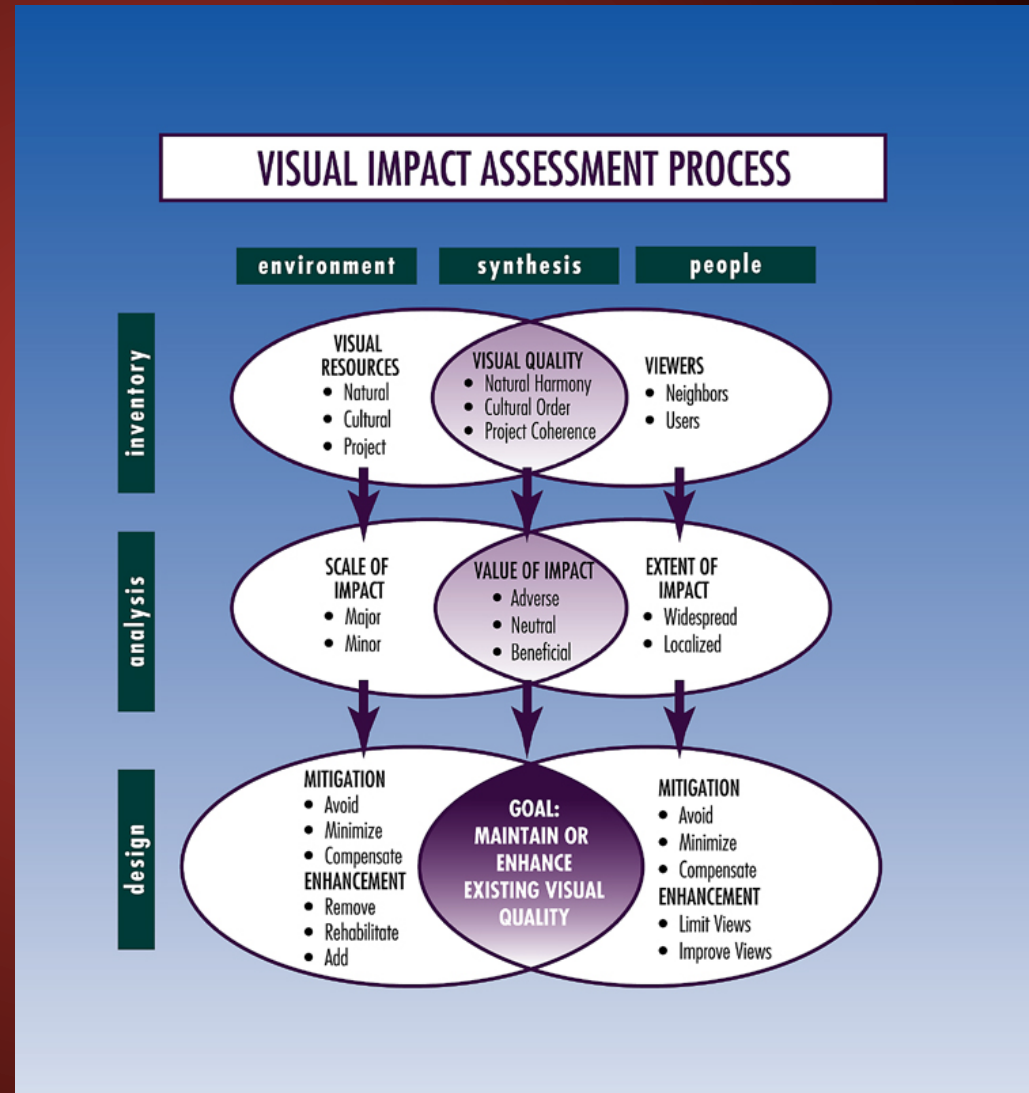 VISUAL IMPACT ASSESSMENT PROCESS
environment
synthesis
people
inventory
VISUAL
RESOURCES
• Natural
• Cultural
• Project
VISUAL QUALITY
• Natural Harmony
• Cultural Order
• Project Coherence
VIEWERS
• Neighbors
• Users
analysis
SCALE OF
IMPACT
• Major
• Minor
VALUE OF IMPACT
• Adverse
• Neutral
• Beneficial
EXTENT OF
IMPACT
• Widespread
• Localized
design
MITIGATION
• Avoid
• Minimize
• Compensate
ENHANCEMENT
• Remove
• Rehabilitate
• Add
GOAL:
MAINTAIN OR
ENHANCE
EXISTING VISUAL
QUALITY
MITIGATION
• Avoid
• Minimize
• Compensate
ENHANCEMENT
• Limit Views
• Improve Views